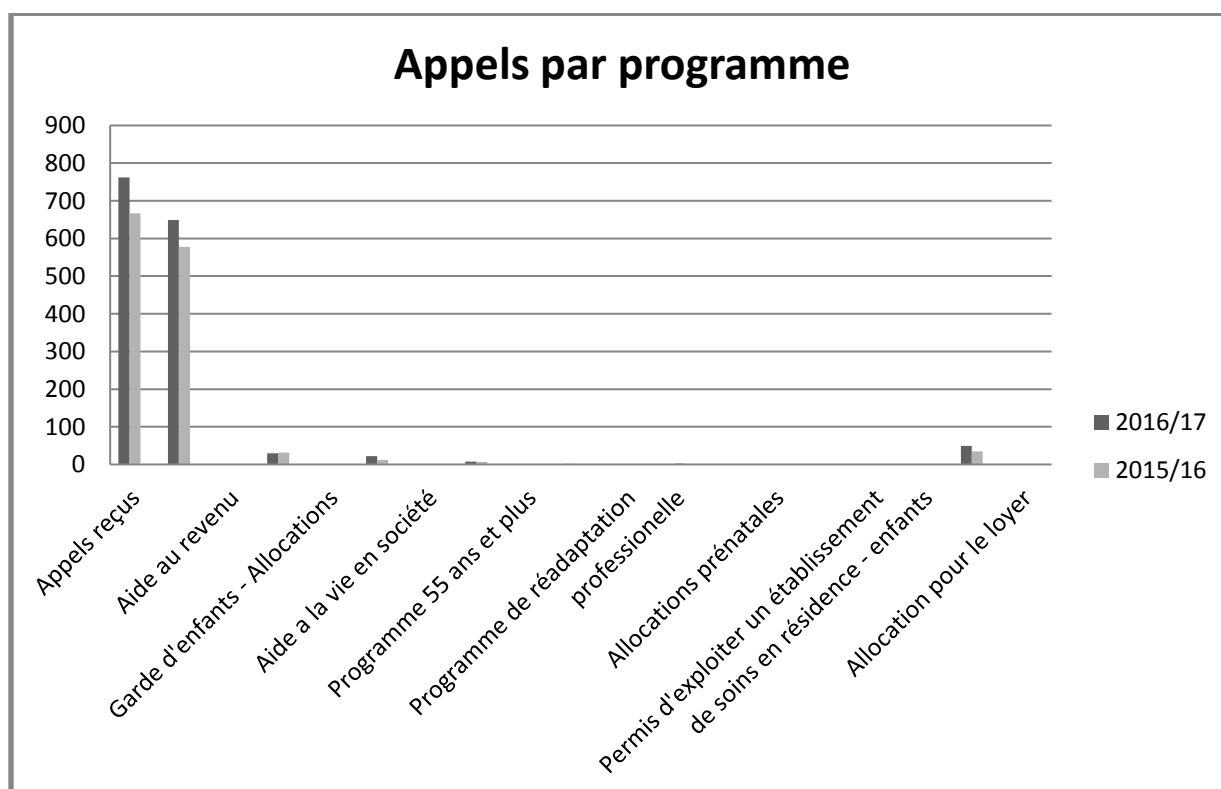 Appels par programme
900
800
700
600
500
400
300
200
100
0
2016/17
2015/16
Appels reçus
Aide au revenu
Garde d'enfants - Allocations
Aide a la vie en société
Programme 55 ans et plus
Programme de réadaptation
professionelle
Allocations prénatales
Permis d'exploiter un établissement
de soins en résidence - enfants
Allocation pour le loyer